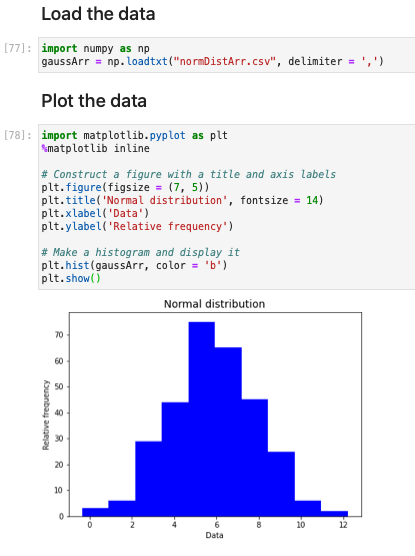 Load the data
[77]: import numpy as np
gaussArr = np.loadtxt("normDistArr.csv", delimiter = ',')
Plot the data
[78]: import matplotlib.pyplot as plt
%matplotlib inline
# Construct a figure with a title and axis labels
plt.figure(figsize = (7, 5))
plt.title('Normal distribution', fontsize = 14)
plt.xlabel('Data')
plt.ylabel('Relative frequency')
# Make a histogram and display it
plt.hist(gaussArr, color = 'b')
plt.show()
Normal distribution
70
60
50
40
30
20
10
0
Relative frequency
0 2 4 6 8 10 12
Data